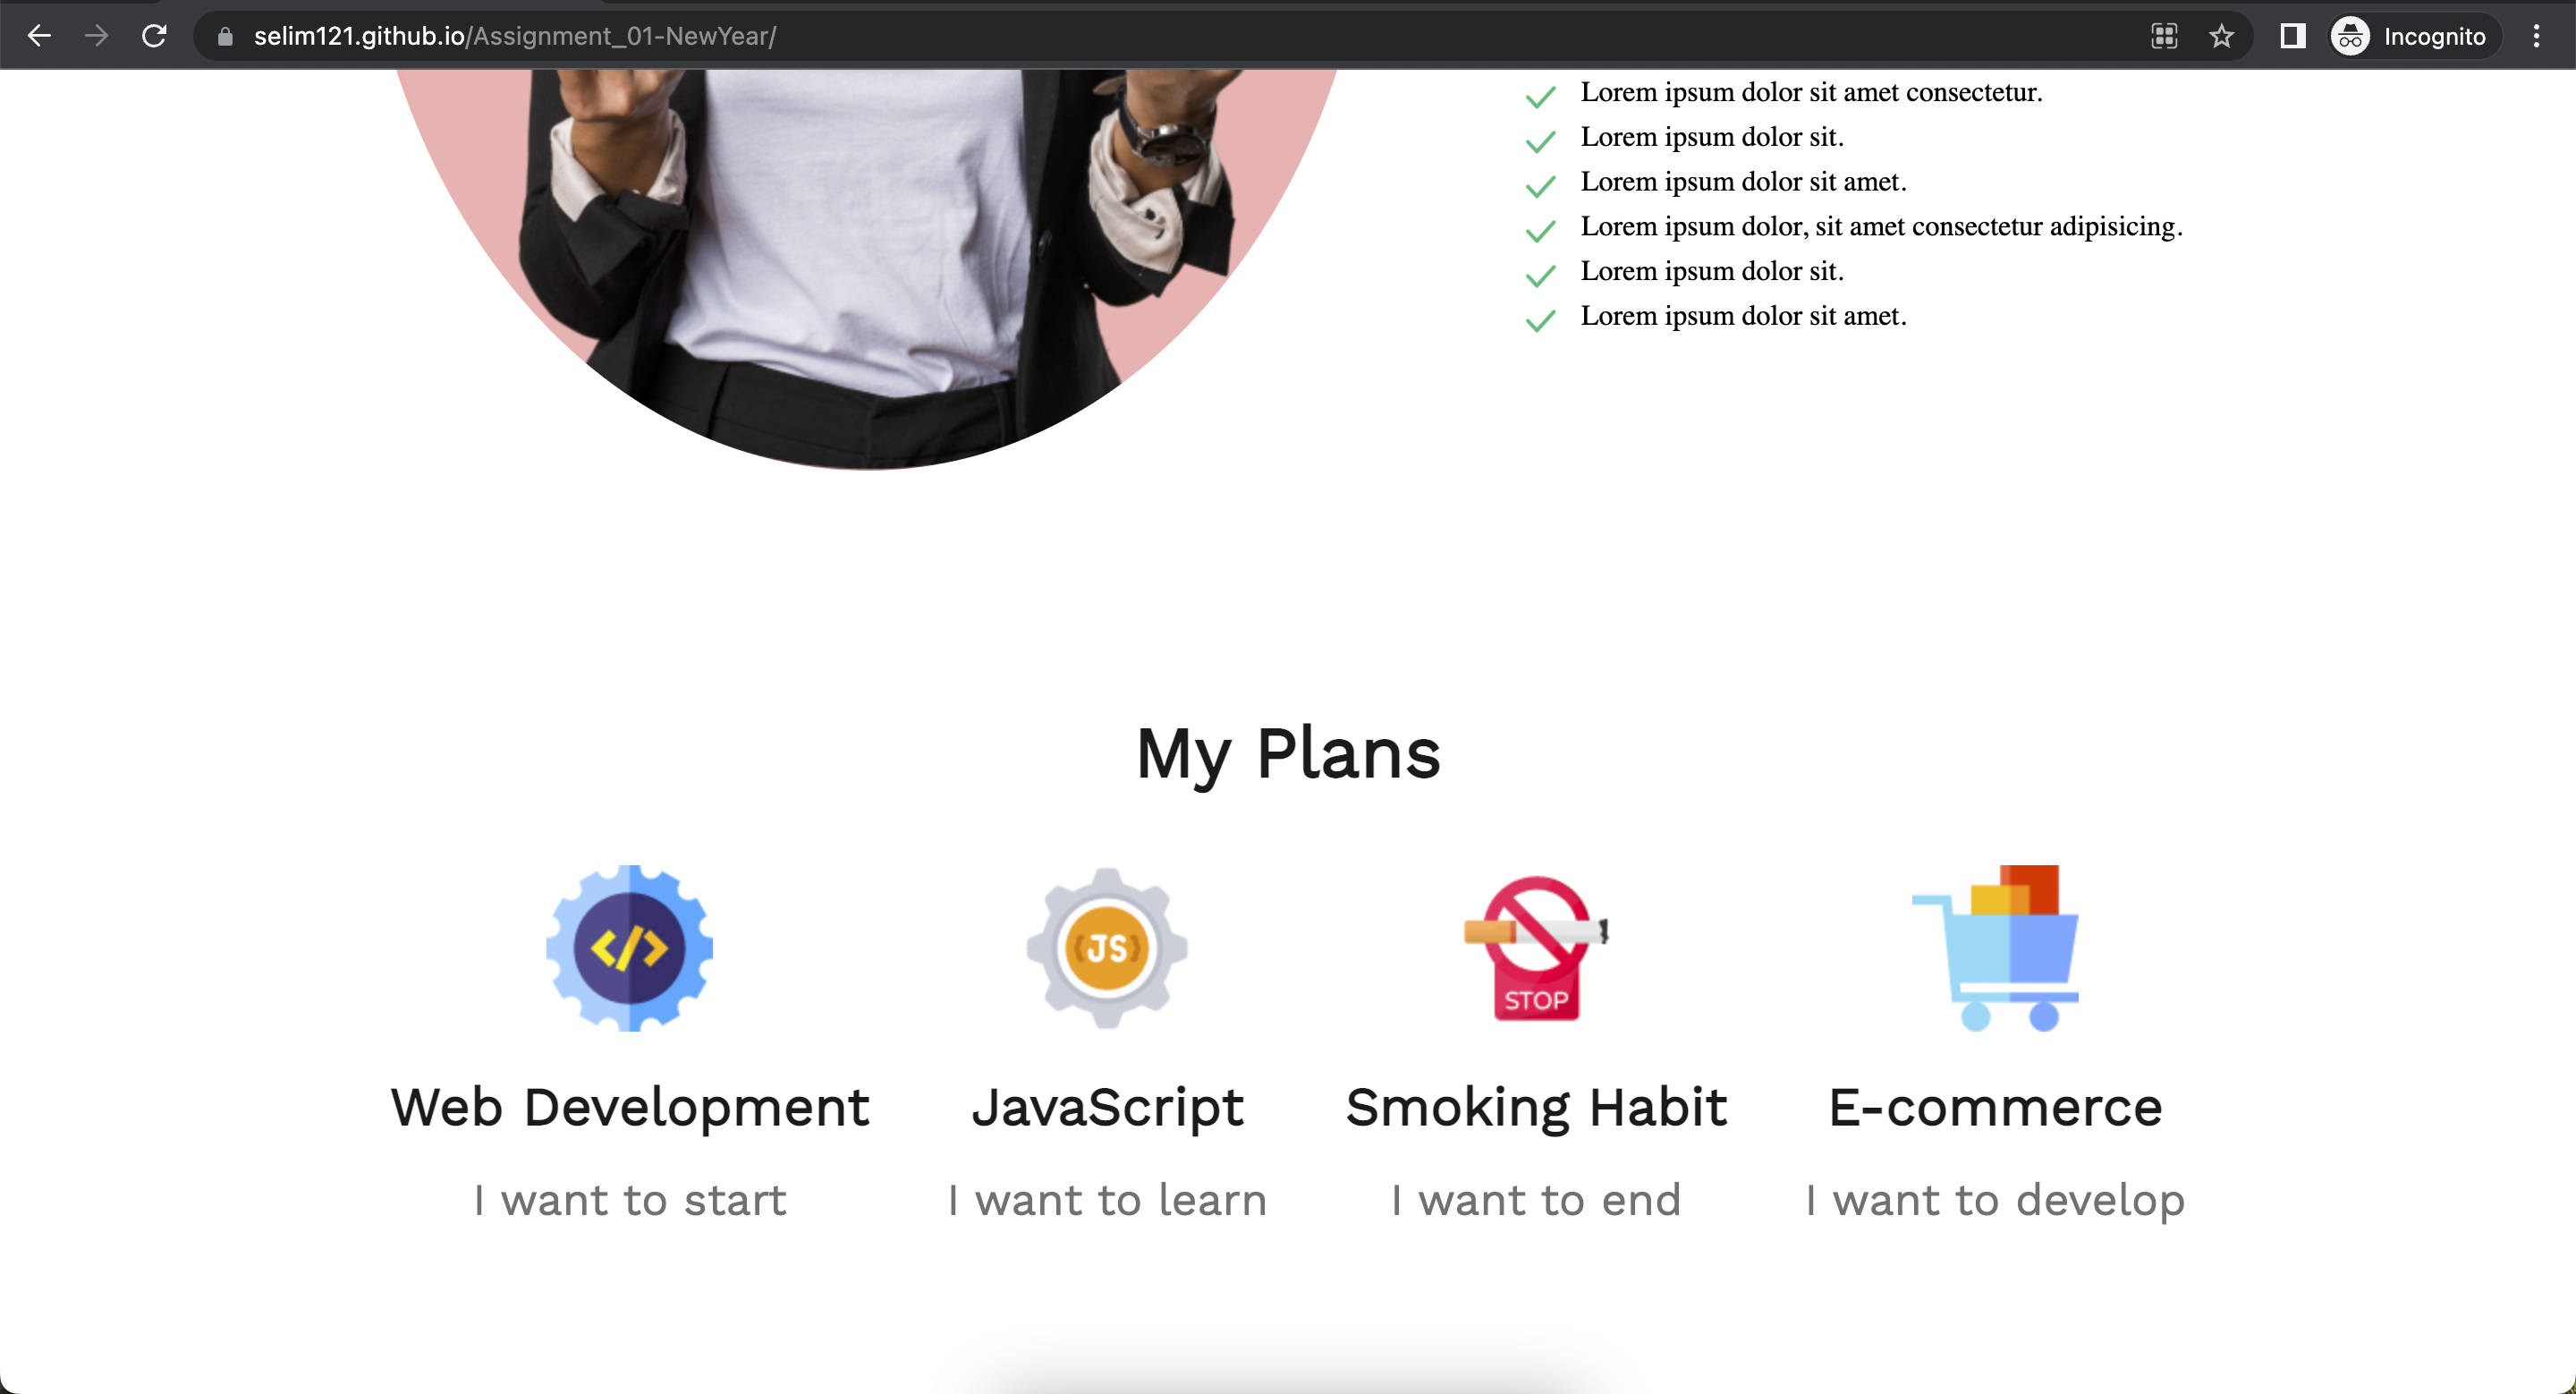 selim121.github.io/Assignment_01-NewYear/
Incognito
Lorem ipsum dolor sit amet consectetur.
Lorem ipsum dolor sit.
Lorem ipsum dolor sit amet.
Lorem ipsum dolor, sit amet consectetur adipisicing.
Lorem ipsum dolor sit.
Lorem ipsum dolor sit amet.
My Plans
</>
JS
STOP
Web Development
JavaScript
Smoking Habit
E-commerce
I want to start
I want to learn
I want to end
I want to develop